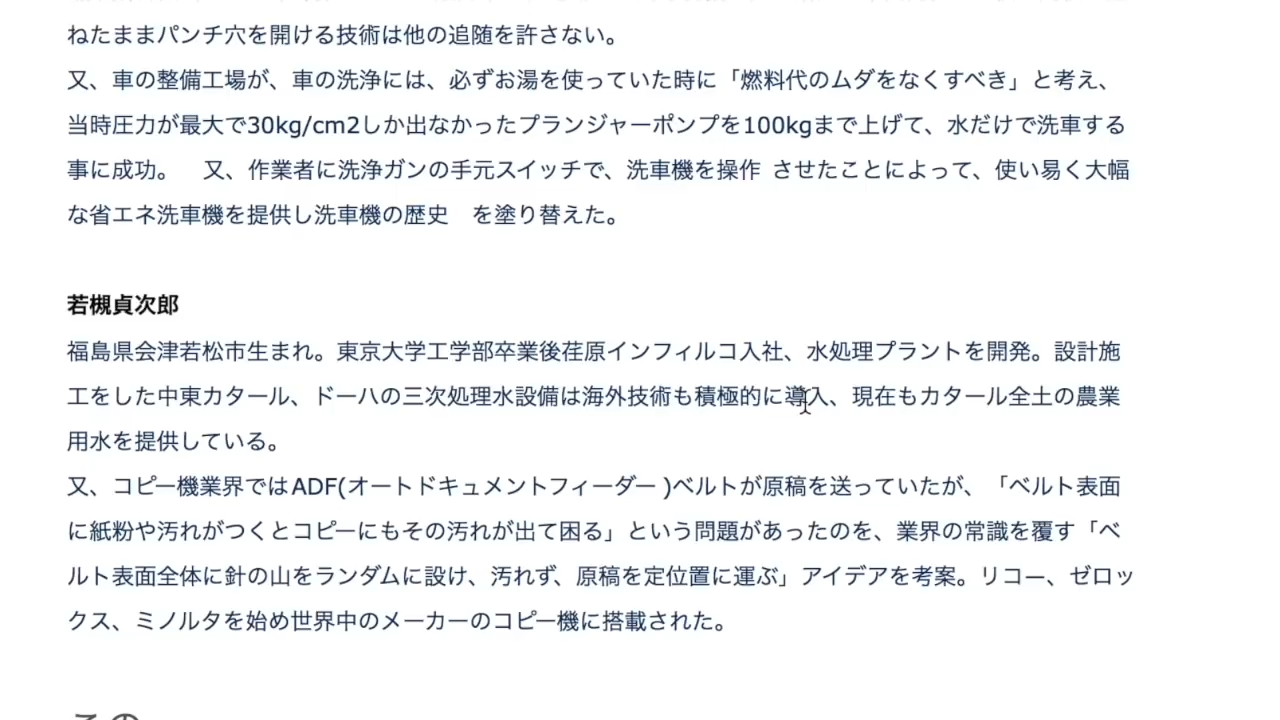 ねたままパンチ穴を開ける技術は他の追随を許さない。
又、車の整備工場が、車の洗浄には、必ずお湯を使っていた時に「燃料代のムダをなくすべき」と考え、
当時圧力が最大で30kg/cm2しか出なかったプランジャーポンプを100kgまで上げて、水だけで洗車する
事に成功。　又、作業者に洗浄ガンの手元スイッチで、洗車機を操作 させたことによって、使い易く大幅
な省エネ洗車機を提供し洗車機の歴史　を塗り替えた。
若槻貞次郎
福島県会津若松市生まれ。東京大学工学部卒業後荏原インフィルコ入社、水処理プラントを開発。設計施
工をした中東カタール、ドーハの三次処理水設備は海外技術も積極的に導入、現在もカタール全土の農業
用水を提供している。
又、コピー機業界ではADF(オートドキュメントフィーダー )ベルトが原稿を送っていたが、「ベルト表面
に紙粉や汚れがつくとコピーにもその汚れが出て困る」という問題があったのを、業界の常識を覆す「ベ
ルト表面全体に針の山をランダムに設け、汚れず、原稿を定位置に運ぶ」アイデアを考案。リコー、ゼロッ
クス、ミノルタを始め世界中のメーカーのコピー機に搭載された。